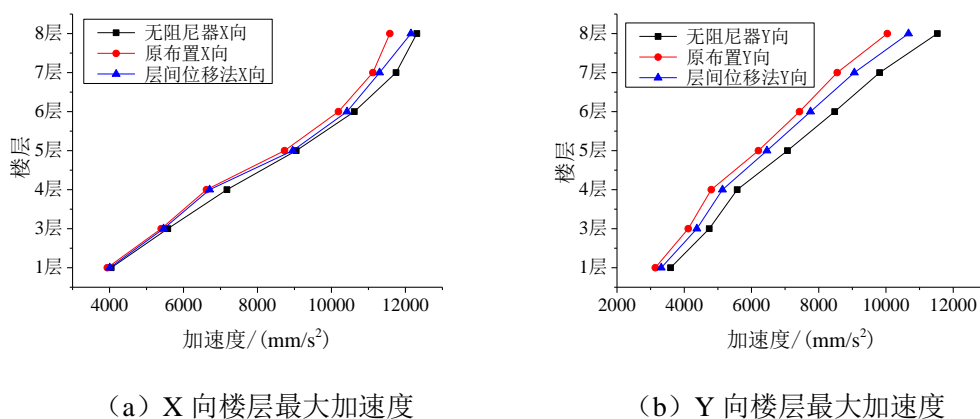 8层
7层
6层
5层
4层
3层
1层
楼层
无阻尼器X向
原布置X向
层间位移法X向
4000 6000 8000 10000 12000
加速度/(mm/s²)
(a)X 向楼层最大加速度
8层
7层
6层
5层
4层
3层
1层
楼层
无阻尼器Y向
原布置Y向
层间位移法Y向
2000 4000 6000 8000 10000 12000
加速度/(mm/s²)
(b)Y 向楼层最大加速度